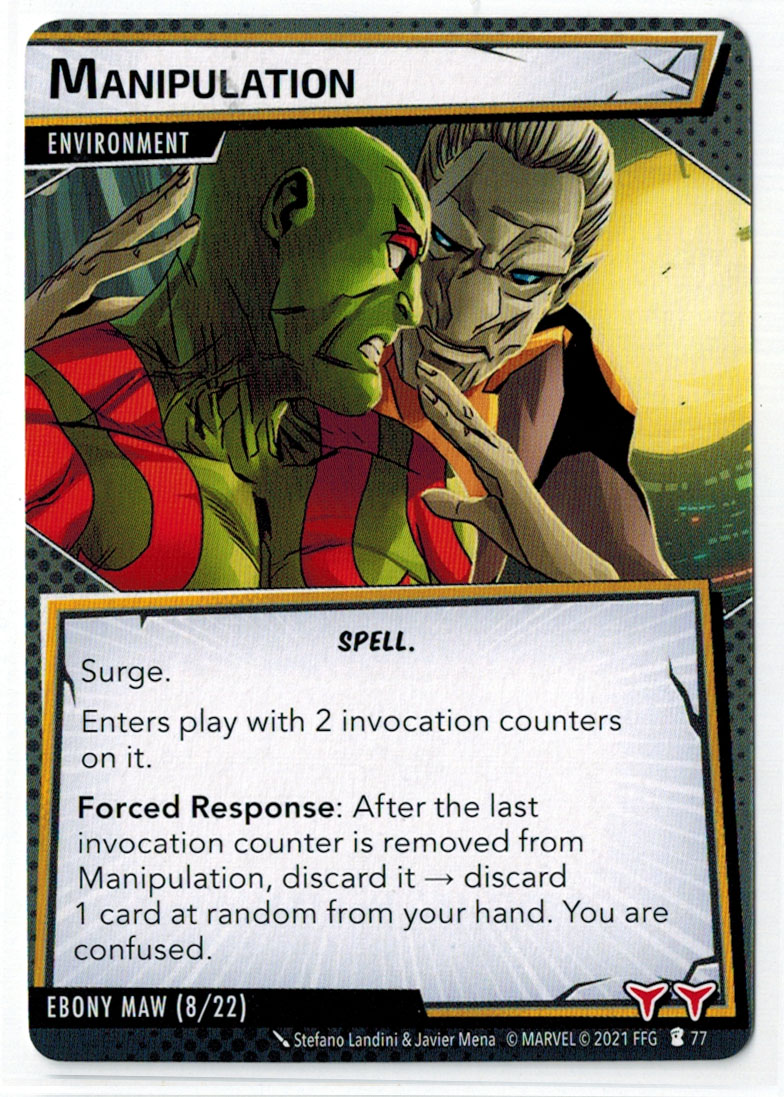 MANIPULATION
ENVIRONMENT
SPELL.
Surge.
Enters play with 2 invocation counters
on it.
Forced Response: After the last
invocation counter is removed from
Manipulation, discard it → discard
1 card at random from your hand. You are
confused.
EBONY MAW (8/22)
Stefano Landini & Javier Mena © MARVEL © 2021 FFG 77